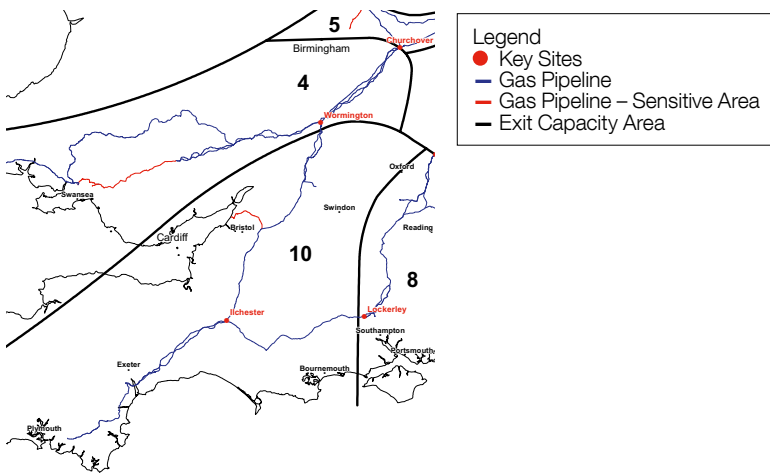 5
Churchover
Birmingham
4
Wormington
Oxford
Swansea
Swindon
Bristol
Reading
Cardiff
10
8
Ilchester
Lockerley
Southampton
Portsmouth
Exeter
Bournemouth
Plymouth
Legend
Key Sites
Gas Pipeline
Gas Pipeline – Sensitive Area
Exit Capacity Area